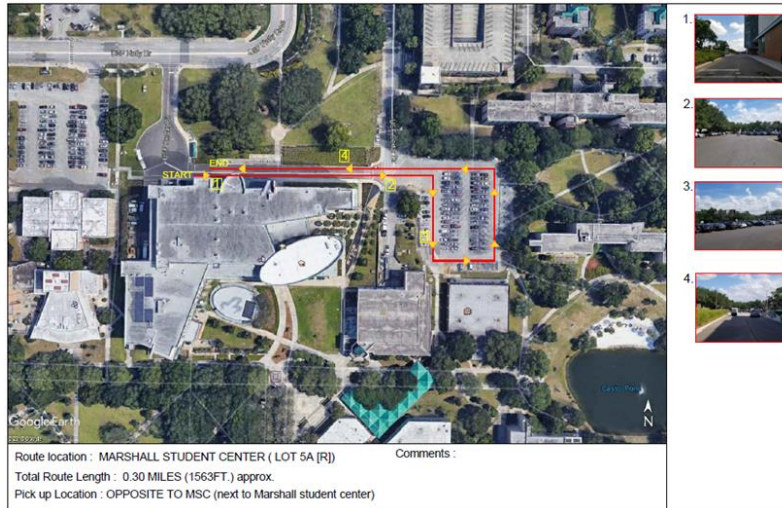 1.
2.
3.
4.
Holly Dr
END
4
START
1
2
3
Google Earth
N
Route location : MARSHALL STUDENT CENTER ( LOT 5A [R])
Comments :
Total Route Length : 0.30 MILES (1563FT.) approx.
Pick up Location : OPPOSITE TO MSC (next to Marshall student center)